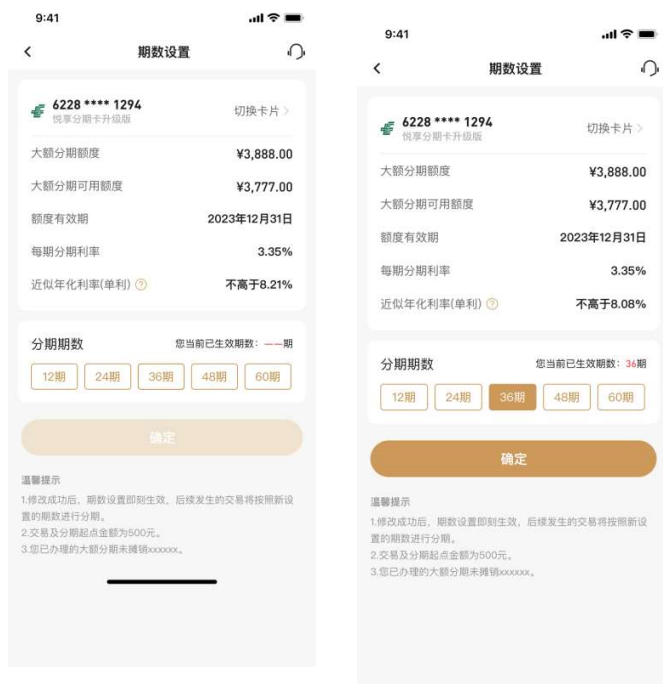 9:41
期数设置
6228 **** 1294
悦享分期卡升级版
切换卡片
大额分期额度
¥3,888.00
大额分期可用额度
¥3,777.00
额度有效期
2023年12月31日
每期分期利率
3.35%
近似年化利率(单利)
不高于8.21%
分期期数
您当前已生效期数：——期
12期
24期
36期
48期
60期
确定
温馨提示
1.修改成功后，期数设置即刻生效，后续发生的交易将按照新设
置的期数进行分期。
2.交易及分期起点金额为500元。
3.您已办理的大额分期未摊销xxxxxx。
9:41
期数设置
6228 **** 1294
悦享分期卡升级版
切换卡片
大额分期额度
¥3,888.00
大额分期可用额度
¥3,777.00
额度有效期
2023年12月31日
每期分期利率
3.35%
近似年化利率(单利)
不高于8.08%
分期期数
您当前已生效期数：36期
12期
24期
36期
48期
60期
确定
温馨提示
1.修改成功后，期数设置即刻生效，后续发生的交易将按照新设
置的期数进行分期。
2.交易及分期起点金额为500元。
3.您已办理的大额分期未摊销xxxxxx。